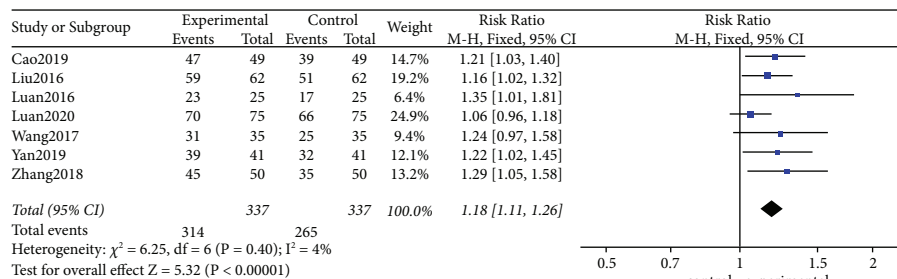 Study or Subgroup Experimental Control Weight Risk Ratio Risk Ratio
Events Total Events Total M-H, Fixed, 95% CI M-H, Fixed, 95% CI
Cao2019 47 49 39 49 14.7% 1.21 [1.03, 1.40]
Liu2016 59 62 51 62 19.2% 1.16 [1.02, 1.32]
Luan2016 23 25 17 25 6.4% 1.35 [1.01, 1.81]
Luan2020 70 75 66 75 24.9% 1.06 [0.96, 1.18]
Wang2017 31 35 25 35 9.4% 1.24 [0.97, 1.58]
Yan2019 39 41 32 41 12.1% 1.22 [1.02, 1.45]
Zhang2018 45 50 35 50 13.2% 1.29 [1.05, 1.58]
Total (95% CI) 337 337 100.0% 1.18 [1.11, 1.26]
Total events 314 265
Heterogeneity: χ² = 6.25, df = 6 (P = 0.40); I² = 4%
Test for overall effect Z = 5.32 (P < 0.00001)
0.5 0.7 1 1.5 2